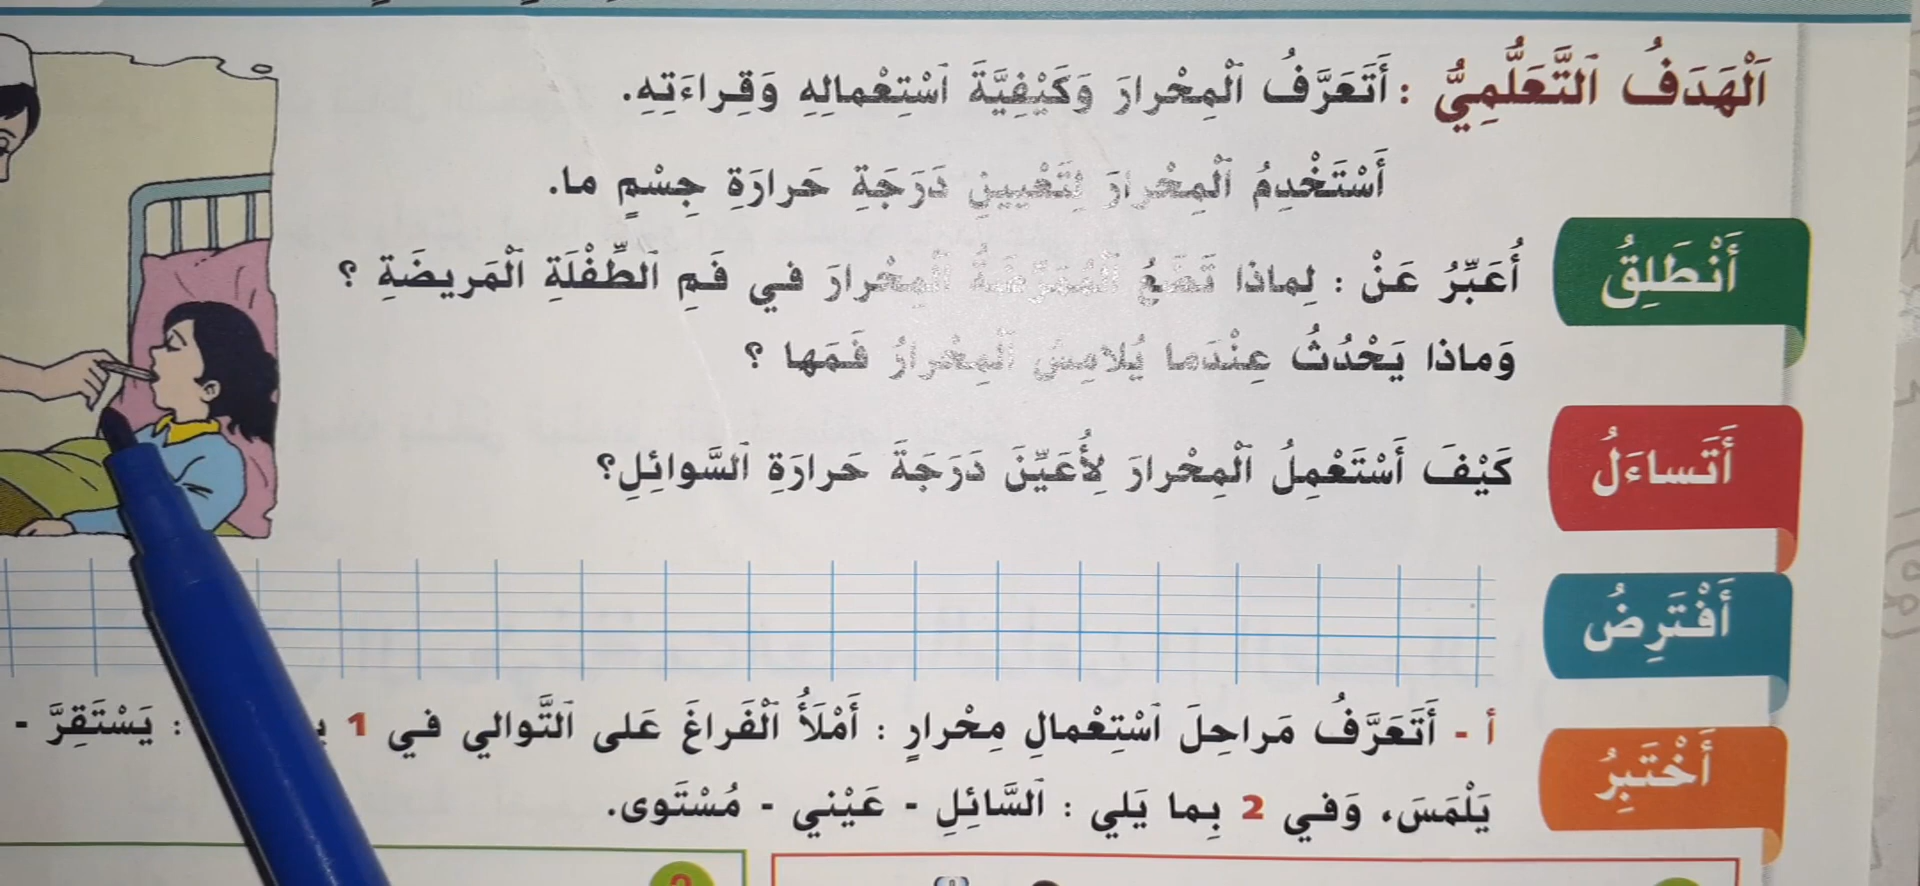 اَلْهَدَفُ اَلتَّعَلُّمِيُّ : أَتَعَرَّفُ اَلْمِحْرارَ وَكَيْفِيَّةَ اَسْتِعْمالِهِ وَقِراءَتِهِ.
أَسْتَخْدِمُ اَلْمِحْرارَ لِتَعْيِينِ دَرَجَةِ حَرارَةِ جِسْمٍ ما.
أَنْطَلِقُ
أُعَبِّرُ عَنْ : لِماذا تَضَعُ اَلْمُمَرِّضَةُ اَلْمِحْرارَ في فَمِ اَلطِّفْلَةِ اَلْمَريضَةِ ؟
وَماذا يَحْدُثُ عِنْدَما يُلامِسُ اَلْمِحْرارُ فَمَها ؟
أَتَساءَلُ
كَيْفَ أَسْتَعْمِلُ اَلْمِحْرارَ لِأُعَيِّنَ دَرَجَةَ حَرارَةِ اَلسَّوائِلِ؟
أَفْتَرِضُ
أَخْتَبِرُ
أ - أَتَعَرَّفُ مَراحِلَ اَسْتِعْمالِ مِحْرارٍ : أَمْلَأُ اَلْفَراغَ عَلى اَلتَّوالي في 1 : يَسْتَقِرَّ -
يَلْمَسَ، وَفي 2 بِما يَلي : اَلسَّائِلِ - عَيْني - مُسْتَوى.